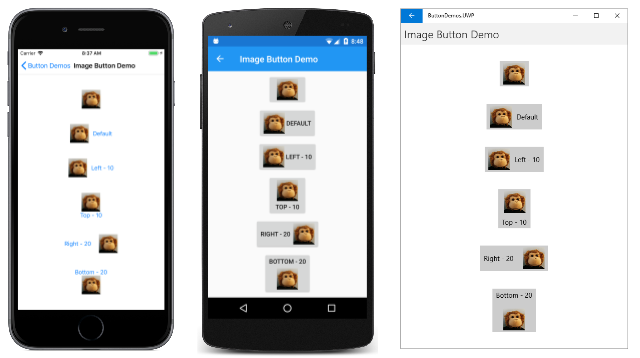 Carrier 8:37 AM
Button Demos Image Button Demo
Default
Left - 10
Top - 10
Right - 20
Bottom - 20
8:48
Image Button Demo
DEFAULT
LEFT - 10
TOP - 10
RIGHT - 20
BOTTOM - 20
ButtonDemos.UWP
Image Button Demo
Default
Left - 10
Top - 10
Right - 20
Bottom - 20